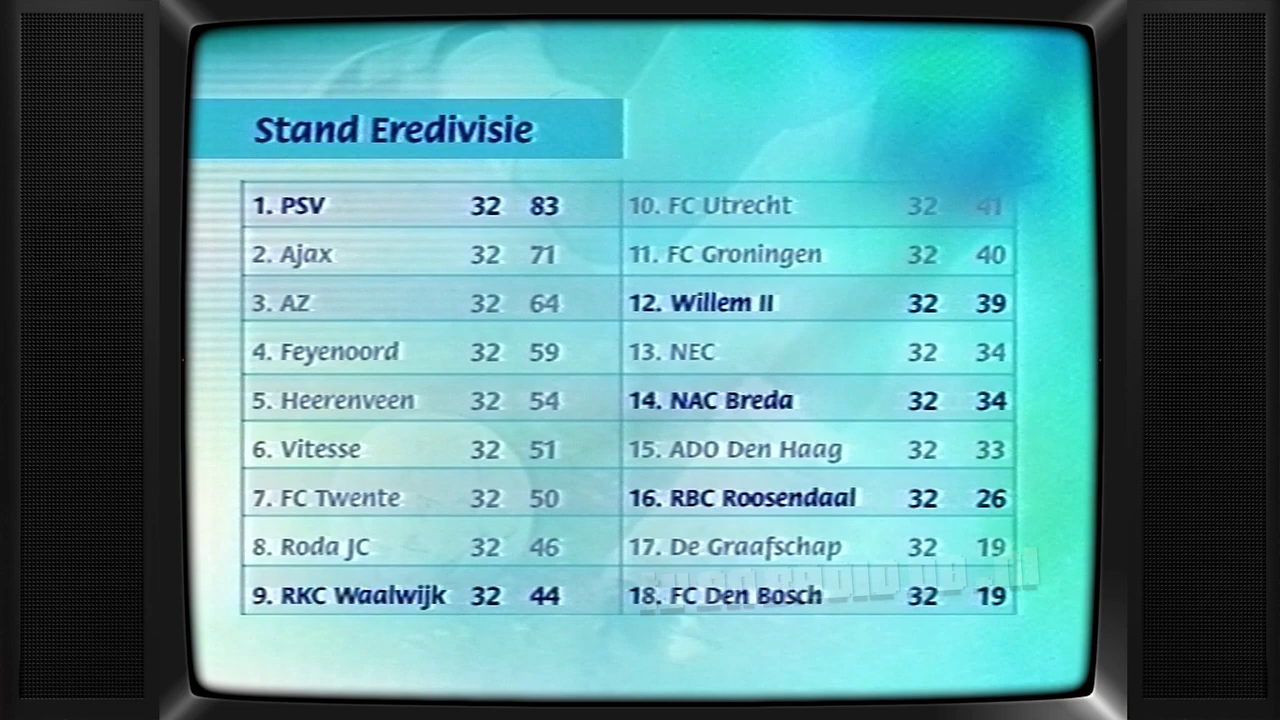 Stand Eredivisie
1. PSV 32 83
2. Ajax 32 71
3. AZ 32 64
4. Feyenoord 32 59
5. Heerenveen 32 54
6. Vitesse 32 51
7. FC Twente 32 50
8. Roda JC 32 46
9. RKC Waalwijk 32 44
10. FC Utrecht 32 41
11. FC Groningen 32 40
12. Willem II 32 39
13. NEC 32 34
14. NAC Breda 32 34
15. ADO Den Haag 32 33
16. RBC Roosendaal 32 26
17. De Graafschap 32 19
18. FC Den Bosch 32 19